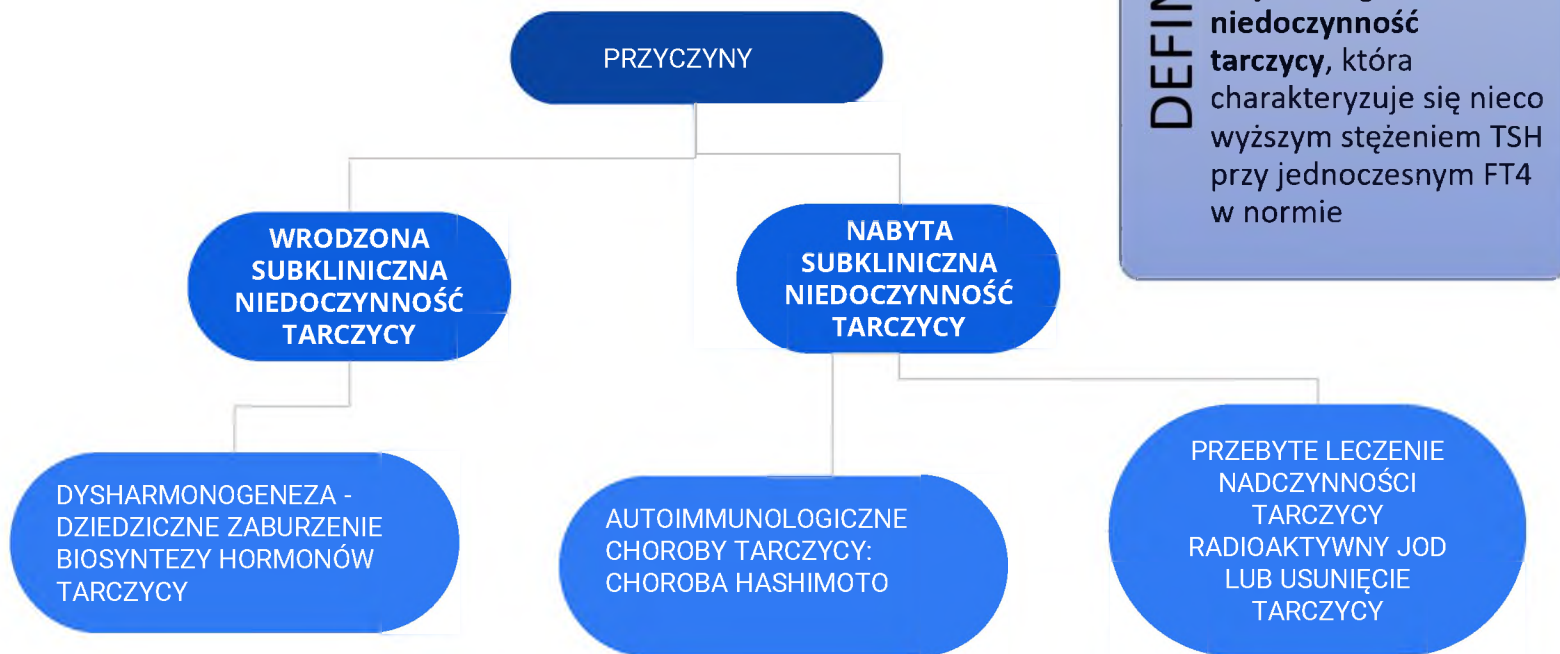 PRZYCZYNY
WRODZONA
SUBKLINICZNA
NIEDOCZYNNOŚĆ
TARCZYCY
NABYTA
SUBKLINICZNA
NIEDOCZYNNOŚĆ
TARCZYCY
DYSHARMONOGENEZA -
DZIEDZICZNE ZABURZENIE
BIOSYNTEZY HORMONÓW
TARCZYCY
AUTOIMMUNOLOGICZNE
CHOROBY TARCZYCY:
CHOROBA HASHIMOTO
PRZEBYTE LECZENIE
NADCZYNNOŚCI
TARCZYCY
RADIOAKTYWNY JOD
LUB USUNIĘCIE
TARCZYCY
DEFIN
niedoczynność
tarczycy, która
charakteryzuje się nieco
wyższym stężeniem TSH
przy jednoczesnym FT4
w normie